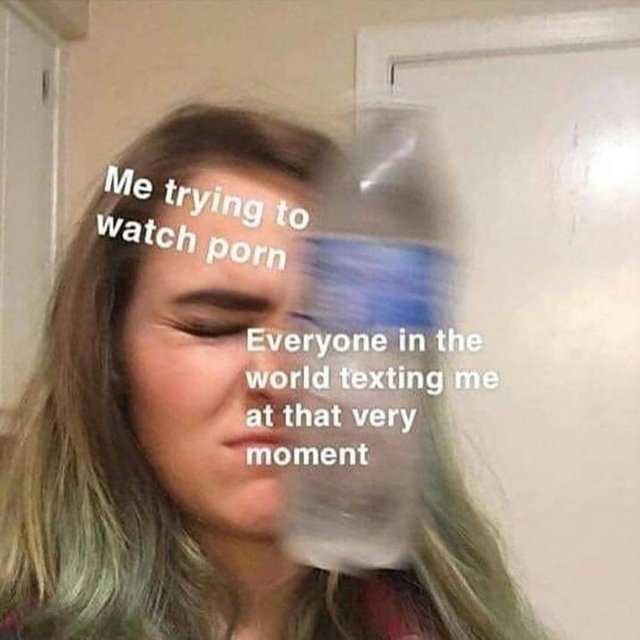 Me trying to
watch porn
Everyone in the
world texting me
at that very
moment